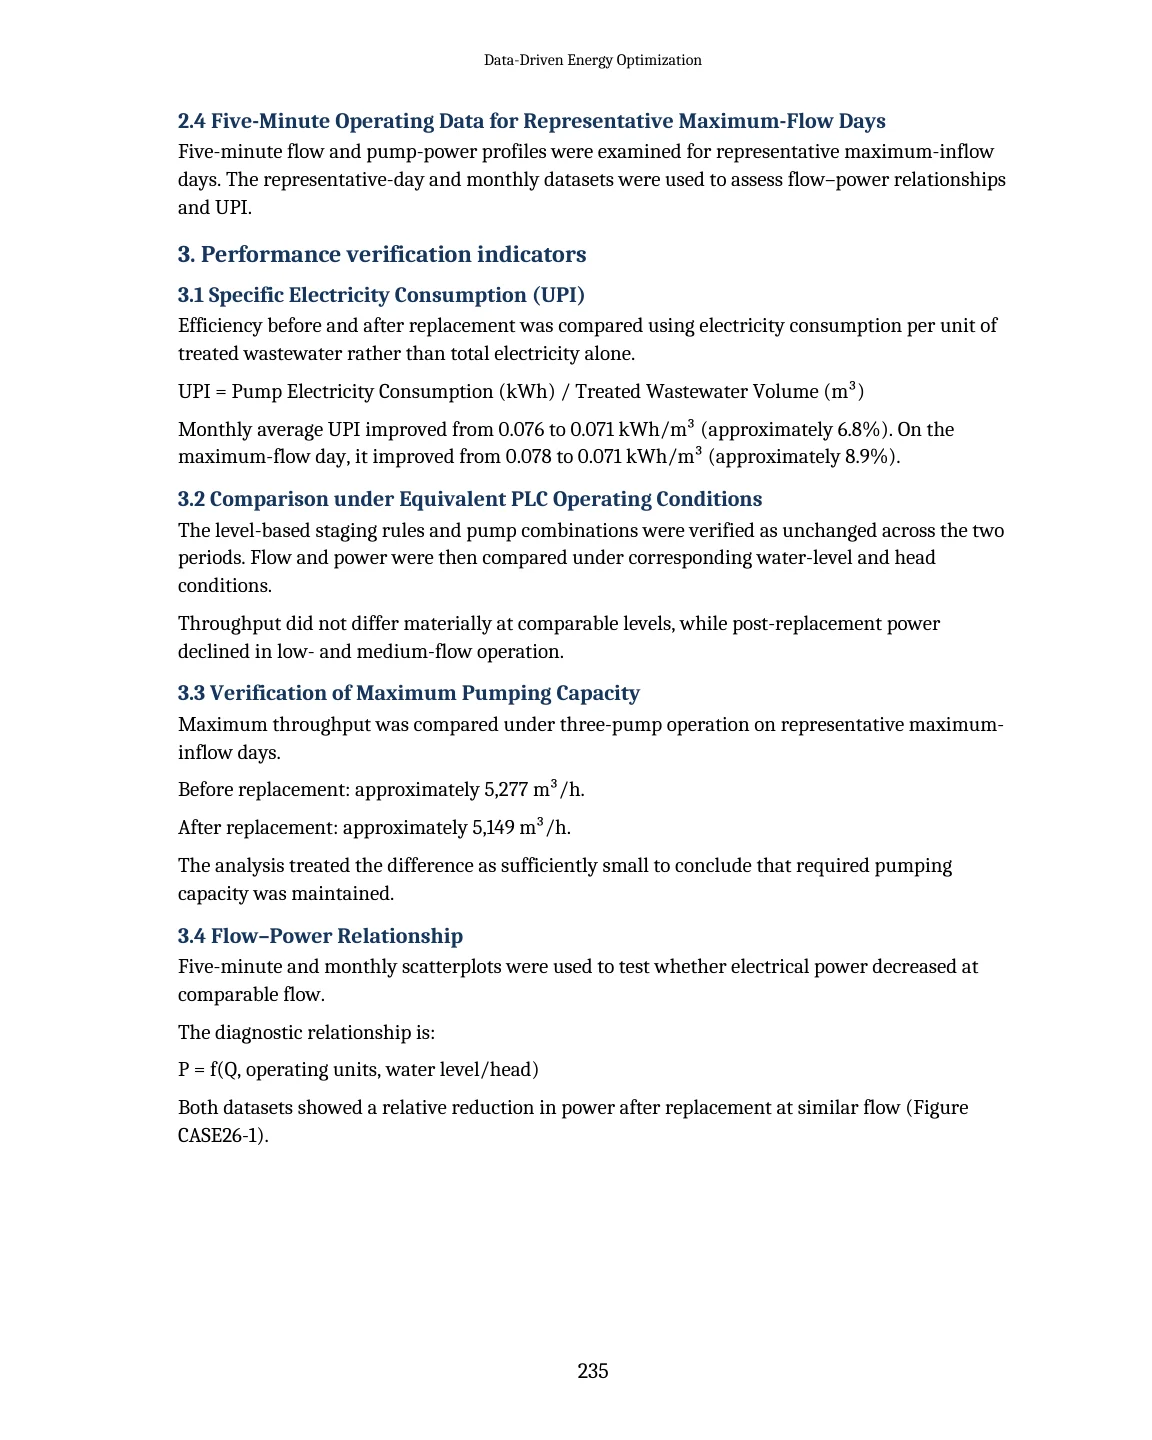 Data-Driven Energy Optimization
2.4 Five-Minute Operating Data for Representative Maximum-Flow Days
Five-minute flow and pump-power profiles were examined for representative maximum-inflow
days. The representative-day and monthly datasets were used to assess flow–power relationships
and UPI.
3. Performance verification indicators
3.1 Specific Electricity Consumption (UPI)
Efficiency before and after replacement was compared using electricity consumption per unit of
treated wastewater rather than total electricity alone.
UPI = Pump Electricity Consumption (kWh) / Treated Wastewater Volume (m³)
Monthly average UPI improved from 0.076 to 0.071 kWh/m³ (approximately 6.8%). On the
maximum-flow day, it improved from 0.078 to 0.071 kWh/m³ (approximately 8.9%).
3.2 Comparison under Equivalent PLC Operating Conditions
The level-based staging rules and pump combinations were verified as unchanged across the two
periods. Flow and power were then compared under corresponding water-level and head
conditions.
Throughput did not differ materially at comparable levels, while post-replacement power
declined in low- and medium-flow operation.
3.3 Verification of Maximum Pumping Capacity
Maximum throughput was compared under three-pump operation on representative maximum-
inflow days.
Before replacement: approximately 5,277 m³/h.
After replacement: approximately 5,149 m³/h.
The analysis treated the difference as sufficiently small to conclude that required pumping
capacity was maintained.
3.4 Flow–Power Relationship
Five-minute and monthly scatterplots were used to test whether electrical power decreased at
comparable flow.
The diagnostic relationship is:
P = f(Q, operating units, water level/head)
Both datasets showed a relative reduction in power after replacement at similar flow (Figure
CASE26-1).
235